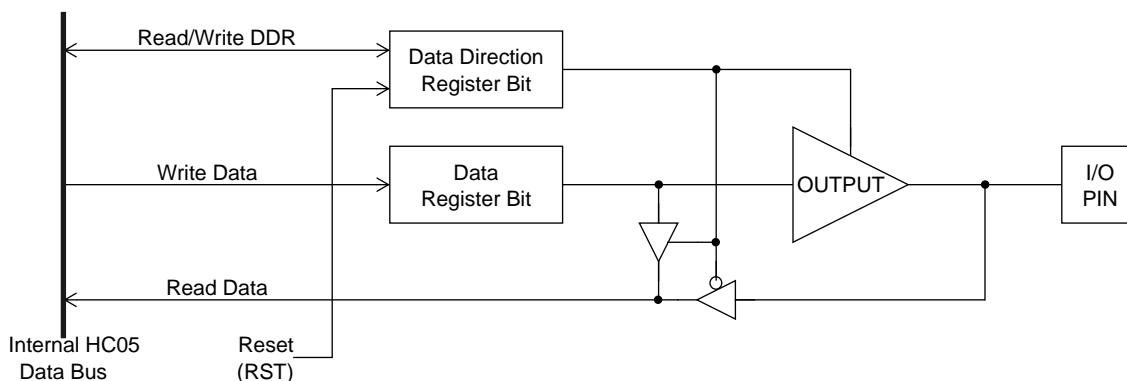 Read/Write DDR
Data Direction
Register Bit
Write Data
Data
Register Bit
OUTPUT
I/O
PIN
Read Data
Internal HC05
Data Bus
Reset
(RST)